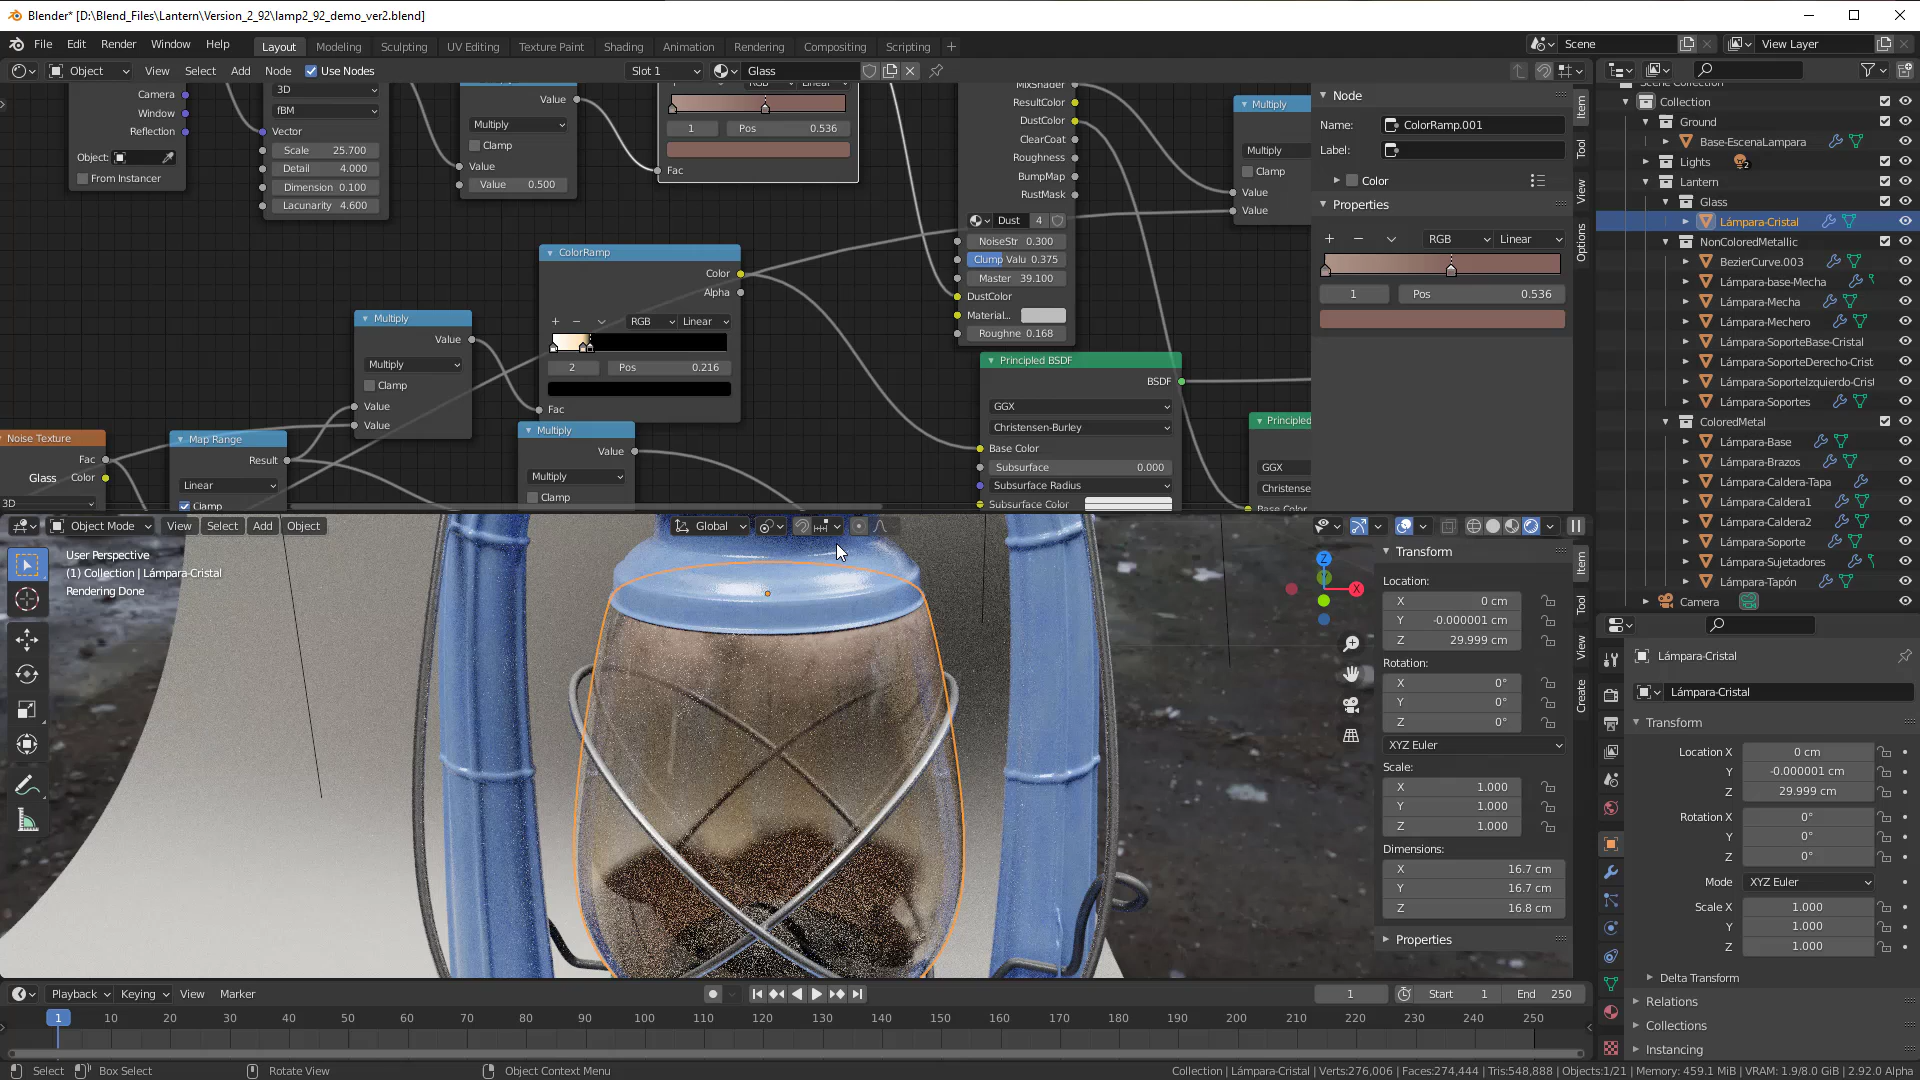 Blender* [D:\Blend_Files\Lantern\Version_2_92\lamp2_92_demo_ver2.blend]
File Edit Render Window Help Layout Modeling Sculpting UV Editing Texture Paint Shading Animation Rendering Compositing Scripting + Scene View Layer
Object View Select Add Node Use Nodes Slot 1 Glass
Camera
Window
Reflection
Object:
From Instancer
3D
fBM
Vector
Scale 25.700
Detail 4.000
Dimension 0.100
Lacunarity 4.600
Value
Multiply
Clamp
Value
Value 0.500
1 Pos 0.536
Fac
MixShader
ResultColor
DustColor
ClearCoat
Roughness
BumpMap
RustMask
Dust 4
NoiseStr 0.300
Clump Valu 0.375
Master 39.100
DustColor
Material...
Roughne 0.168
Multiply
Multiply
Clamp
Value
Value
ColorRamp
Color
Alpha
RGB Linear
2 Pos 0.216
Fac
Multiply
Value
Multiply
Clamp
Value
Value
Noise Texture
Fac
Glass Color
3D
Map Range
Result
Linear
Clamp
Multiply
Value
Multiply
Clamp
Principled BSDF
BSDF
GGX
Christensen-Burley
Base Color
Subsurface 0.000
Subsurface Radius
Subsurface Color
Principled
GGX
Christense
Base Color
Node
Name: ColorRamp.001
Label:
Color
Properties
RGB Linear
1 Pos 0.536
Item
Tool
View
Options
Scene Collection
Collection
Ground
Base-EscenaLampara
Lights 2
Lantern
Glass
Lámpara-Cristal
NonColoredMetallic
BezierCurve.003
Lámpara-base-Mecha
Lámpara-Mecha
Lámpara-Mechero
Lámpara-SoporteBase-Cristal
Lámpara-SoporteDerecho-Crist
Lámpara-SoporteIzquierdo-Crist
Lámpara-Soportes
ColoredMetal
Lámpara-Base
Lámpara-Brazos
Lámpara-Caldera-Tapa
Lámpara-Caldera1
Lámpara-Caldera2
Lámpara-Soporte
Lámpara-Sujetadores
Lámpara-Tapón
Camera
Object Mode View Select Add Object Global
User Perspective
(1) Collection | Lámpara-Cristal
Rendering Done
Z
Y
X
Transform
Location:
X 0 cm
Y -0.000001 cm
Z 29.999 cm
Rotation:
X 0°
Y 0°
Z 0°
XYZ Euler
Scale:
X 1.000
Y 1.000
Z 1.000
Dimensions:
X 16.7 cm
Y 16.7 cm
Z 16.8 cm
Properties
Item
Tool
View
Create
Lámpara-Cristal
Lámpara-Cristal
Transform
Location X 0 cm
Y -0.000001 cm
Z 29.999 cm
Rotation X 0°
Y 0°
Z 0°
Mode XYZ Euler
Scale X 1.000
Y 1.000
Z 1.000
Delta Transform
Relations
Collections
Instancing
Playback Keying View Marker 1 Start 1 End 250
1 10 20 30 40 50 60 70 80 90 100 110 120 130 140 150 160 170 180 190 200 210 220 230 240 250
Select Box Select Rotate View Object Context Menu Collection | Lámpara-Cristal | Verts:276,006 | Faces:274,444 | Tris:548,888 | Objects:1/21 | Memory: 459.1 MiB | VRAM: 1.9/8.0 GiB | 2.92.0 Alpha